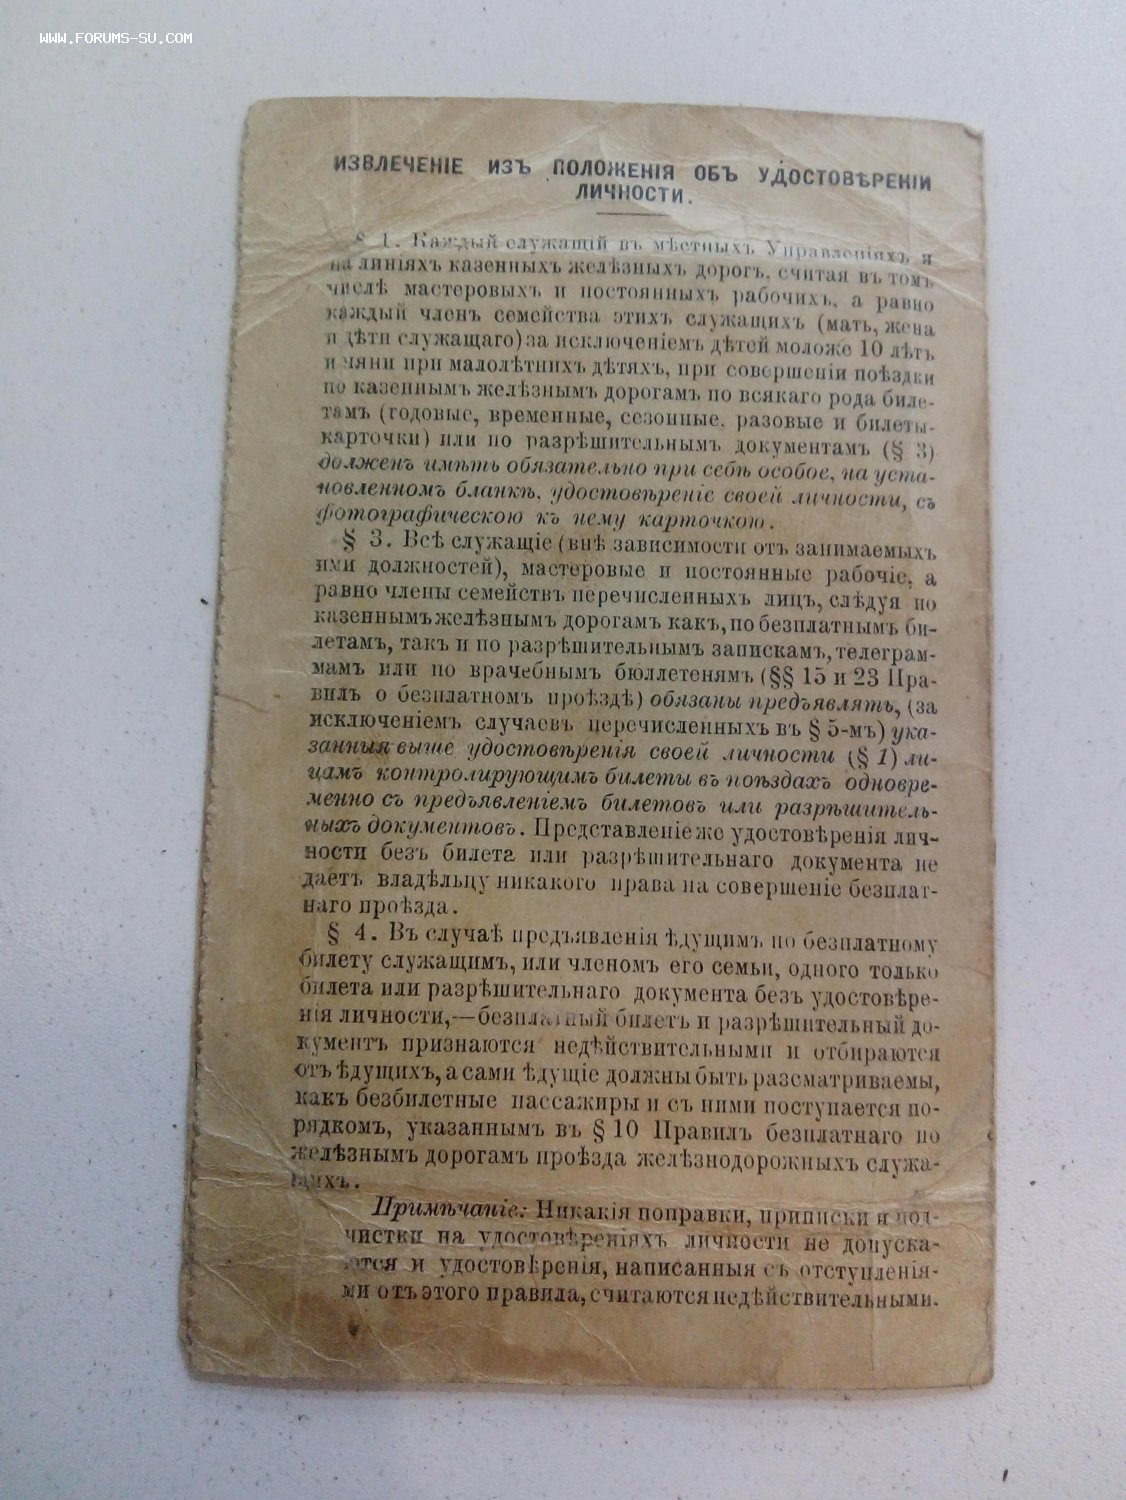 WWW.FORUMS-SU.COM
ИЗВЛЕЧЕНІЕ ИЗЪ ПОЛОЖЕНІЯ ОБЪ УДОСТОВѢРЕНІИ
ЛИЧНОСТИ.
§ 1. Каждый служащій въ мѣстныхъ Управленіяхъ и
на линіяхъ казенныхъ желѣзныхъ дорогъ, считая въ томъ
числѣ мастеровыхъ и постоянныхъ рабочихъ, а равно
каждый членъ семейства этихъ служащихъ (мать, жена
и дѣти служащаго) за исключеніемъ дѣтей моложе 10 лѣтъ
и няни при малолѣтнихъ дѣтяхъ, при совершеніи поѣздки
по казеннымъ желѣзнымъ дорогамъ по всякаго рода биле-
тамъ (годовые, временные, сезонные, разовые и билеты-
карточки) или по разрѣшительнымъ документамъ (§ 3)
долженъ имѣть обязательно при себѣ особое, на уста-
новленномъ бланкѣ, удостовѣреніе своей личности, съ
фотографическою къ нему карточкою.
§ 3. Всѣ служащіе (внѣ зависимости отъ занимаемыхъ
ими должностей), мастеровые и постоянные рабочіе, а
равно члены семействъ перечисленныхъ лицъ, слѣдуя по
казеннымъ желѣзнымъ дорогамъ какъ, по безплатнымъ би-
летамъ, такъ и по разрѣшительнымъ запискамъ, телеграм-
мамъ или по врачебнымъ бюллетенямъ (§§ 15 и 23 Пра-
вилъ о безплатномъ проѣздѣ) обязаны предъявлять, (за
исключеніемъ случаевъ перечисленныхъ въ § 5-мъ) ука-
занныя выше удостовѣренія своей личности (§ 1) ли-
цамъ контролирующимъ билеты въ поѣздахъ одновре-
менно съ предъявленіемъ билетовъ или разрѣшитель-
ныхъ документовъ. Представленіе же удостовѣренія лич-
ности безъ билета или разрѣшительнаго документа не
даетъ владѣльцу никакого права на совершеніе безплат-
наго проѣзда.
§ 4. Въ случаѣ предъявленія ѣдущимъ по безплатному
билету служащимъ, или членомъ его семьи, одного только
билета или разрѣшительнаго документа безъ удостовѣре-
нія личности,—безплатный билетъ и разрѣшительный до-
кументъ признаются недѣйствительными и отбираются
отъ ѣдущихъ, а сами ѣдущіе должны быть разсматриваемы,
какъ безбилетные пассажиры и съ ними поступается по-
рядкомъ, указаннымъ въ § 10 Правилъ безплатнаго по
желѣзнымъ дорогамъ проѣзда желѣзнодорожныхъ служа-
щихъ.
Примѣчаніе: Никакія поправки, приписки и под-
чистки на удостовѣреніяхъ личности не допуска-
ются и удостовѣренія, написанныя съ отступленія-
ми отъ этого правила, считаются недѣйствительными.